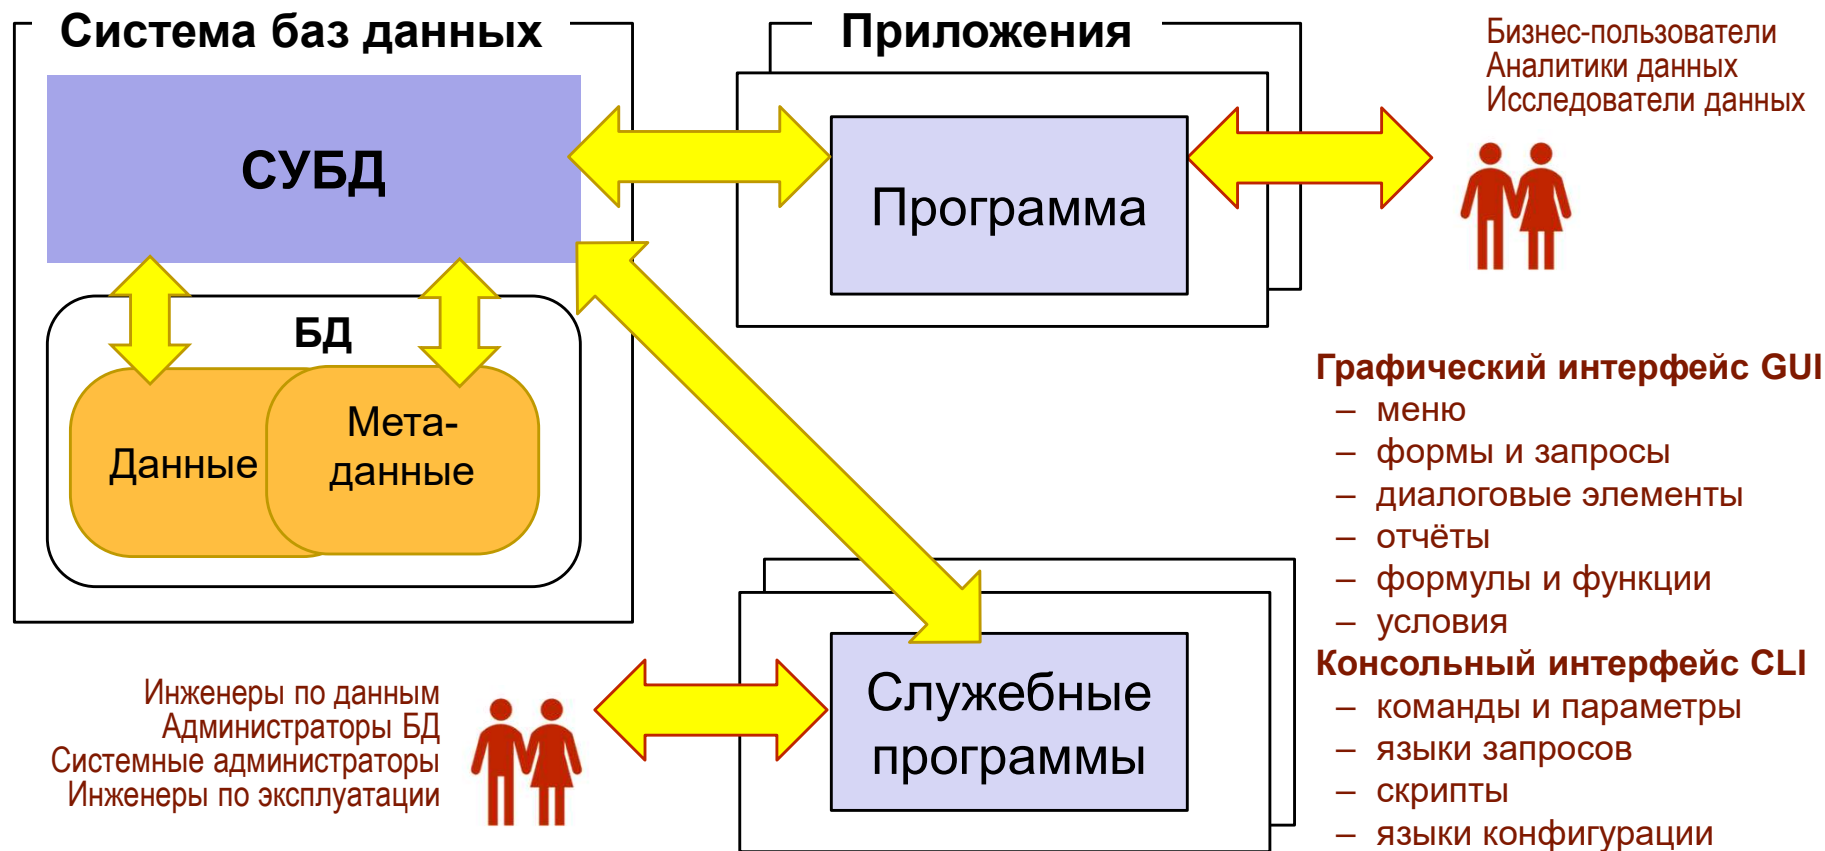 Система баз данных
СУБД
БД
Данные
Мета-
данные
Приложения
Программа
Бизнес-пользователи
Аналитики данных
Исследователи данных
Графический интерфейс GUI
– меню
– формы и запросы
– диалоговые элементы
– отчёты
– формулы и функции
– условия
Консольный интерфейс CLI
– команды и параметры
– языки запросов
– скрипты
– языки конфигурации
Инженеры по данным
Администраторы БД
Системные администраторы
Инженеры по эксплуатации
Служебные
программы